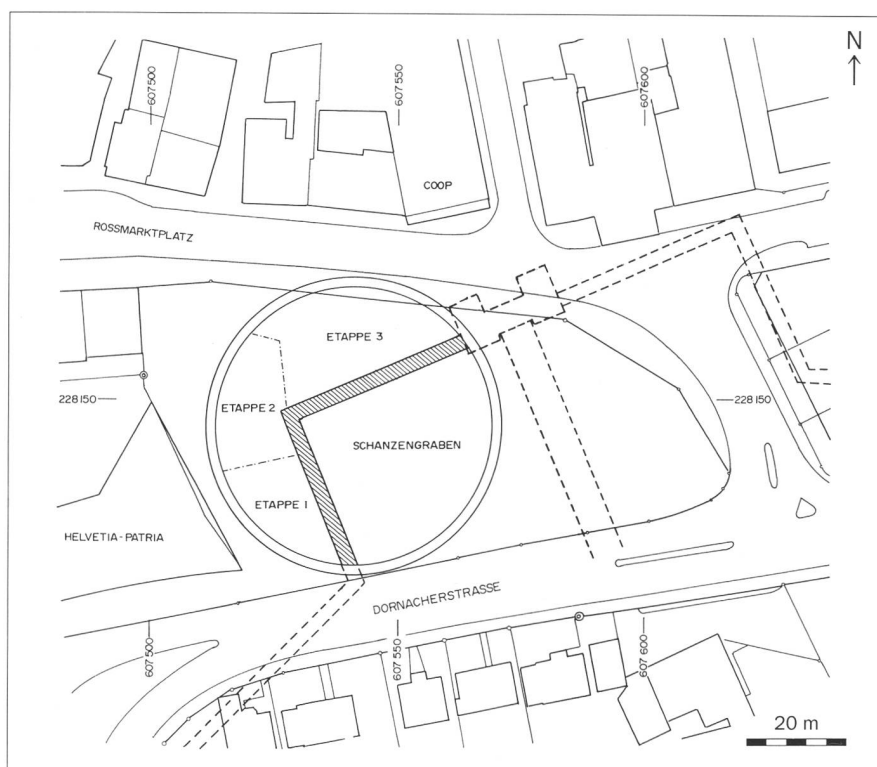 N
607 500
607 550
607 600
COOP
ROSSMARKTPLATZ
ETAPPE 3
228 150
ETAPPE 2
228 150
SCHANZENGRABEN
ETAPPE 1
HELVETIA-PATRIA
DORNACHERSTRASSE
607 500
607 550
607 600
20 m